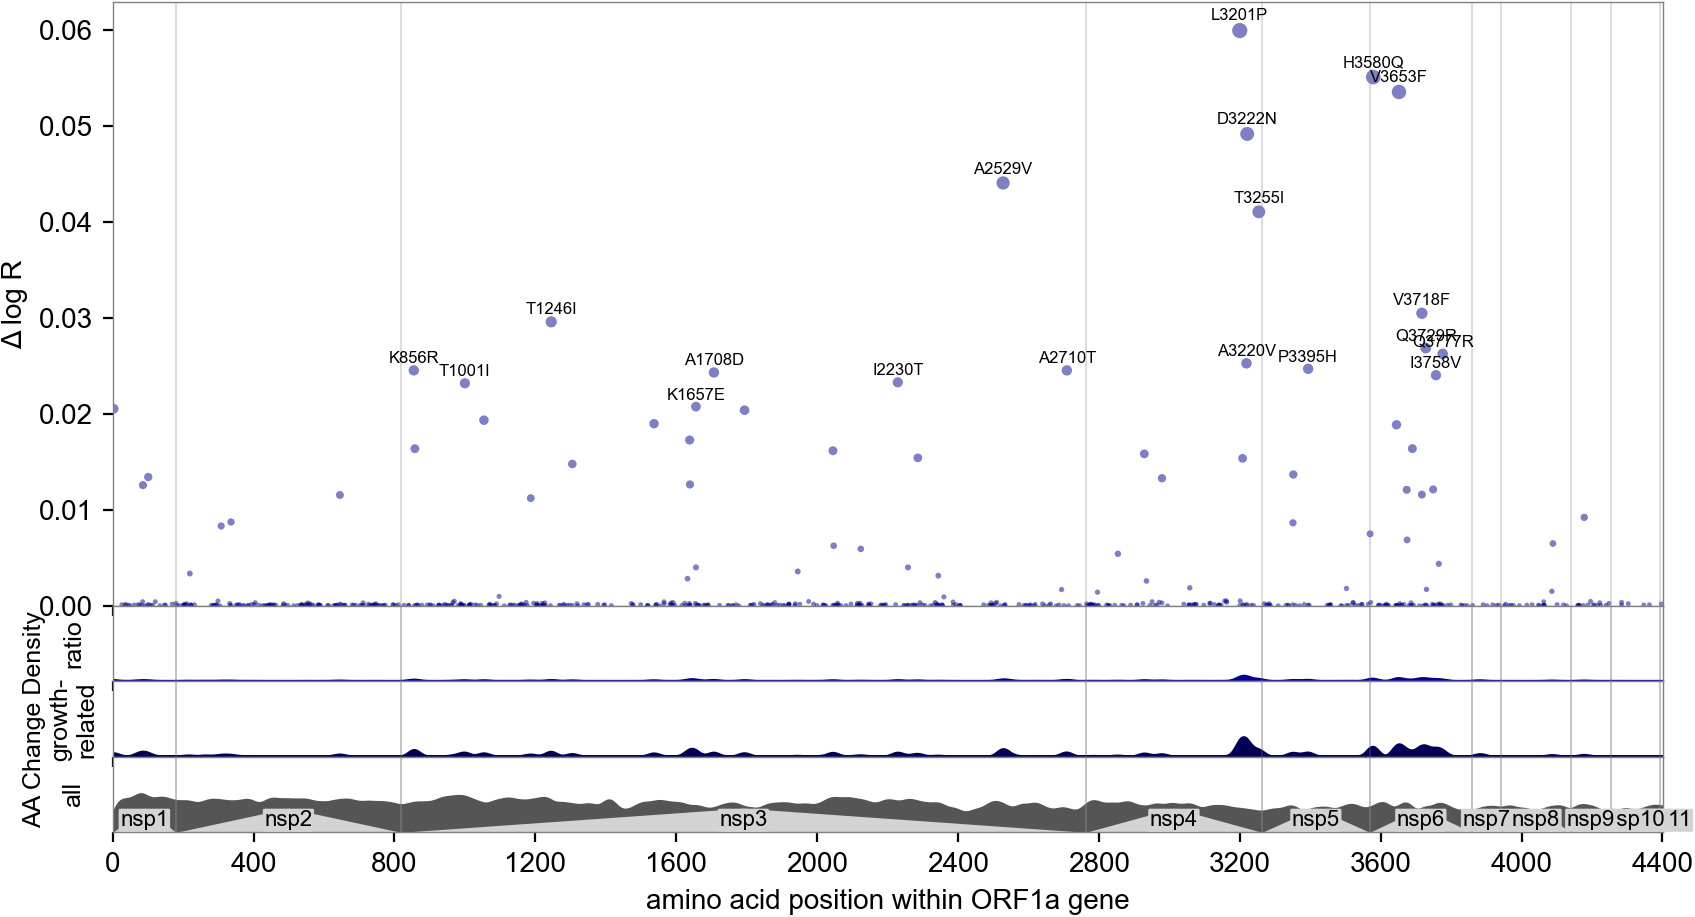 L3201P
0.06
H3580Q
V3653F
0.05
D3222N
A2529V
T3255I
0.04
Δ log R
V3718F
T1246I
0.03
Q3729R
Q3777R
K856R
T1001I
A1708D
I2230T
A2710T
A3220V
P3395H
I3758V
K1657E
0.02
0.01
0.00
AA Change Density
ratio
growth-
related
all
nsp1 nsp2 nsp3 nsp4 nsp5 nsp6 nsp7 nsp8 nsp9 sp10 11
0 400 800 1200 1600 2000 2400 2800 3200 3600 4000 4400
amino acid position within ORF1a gene